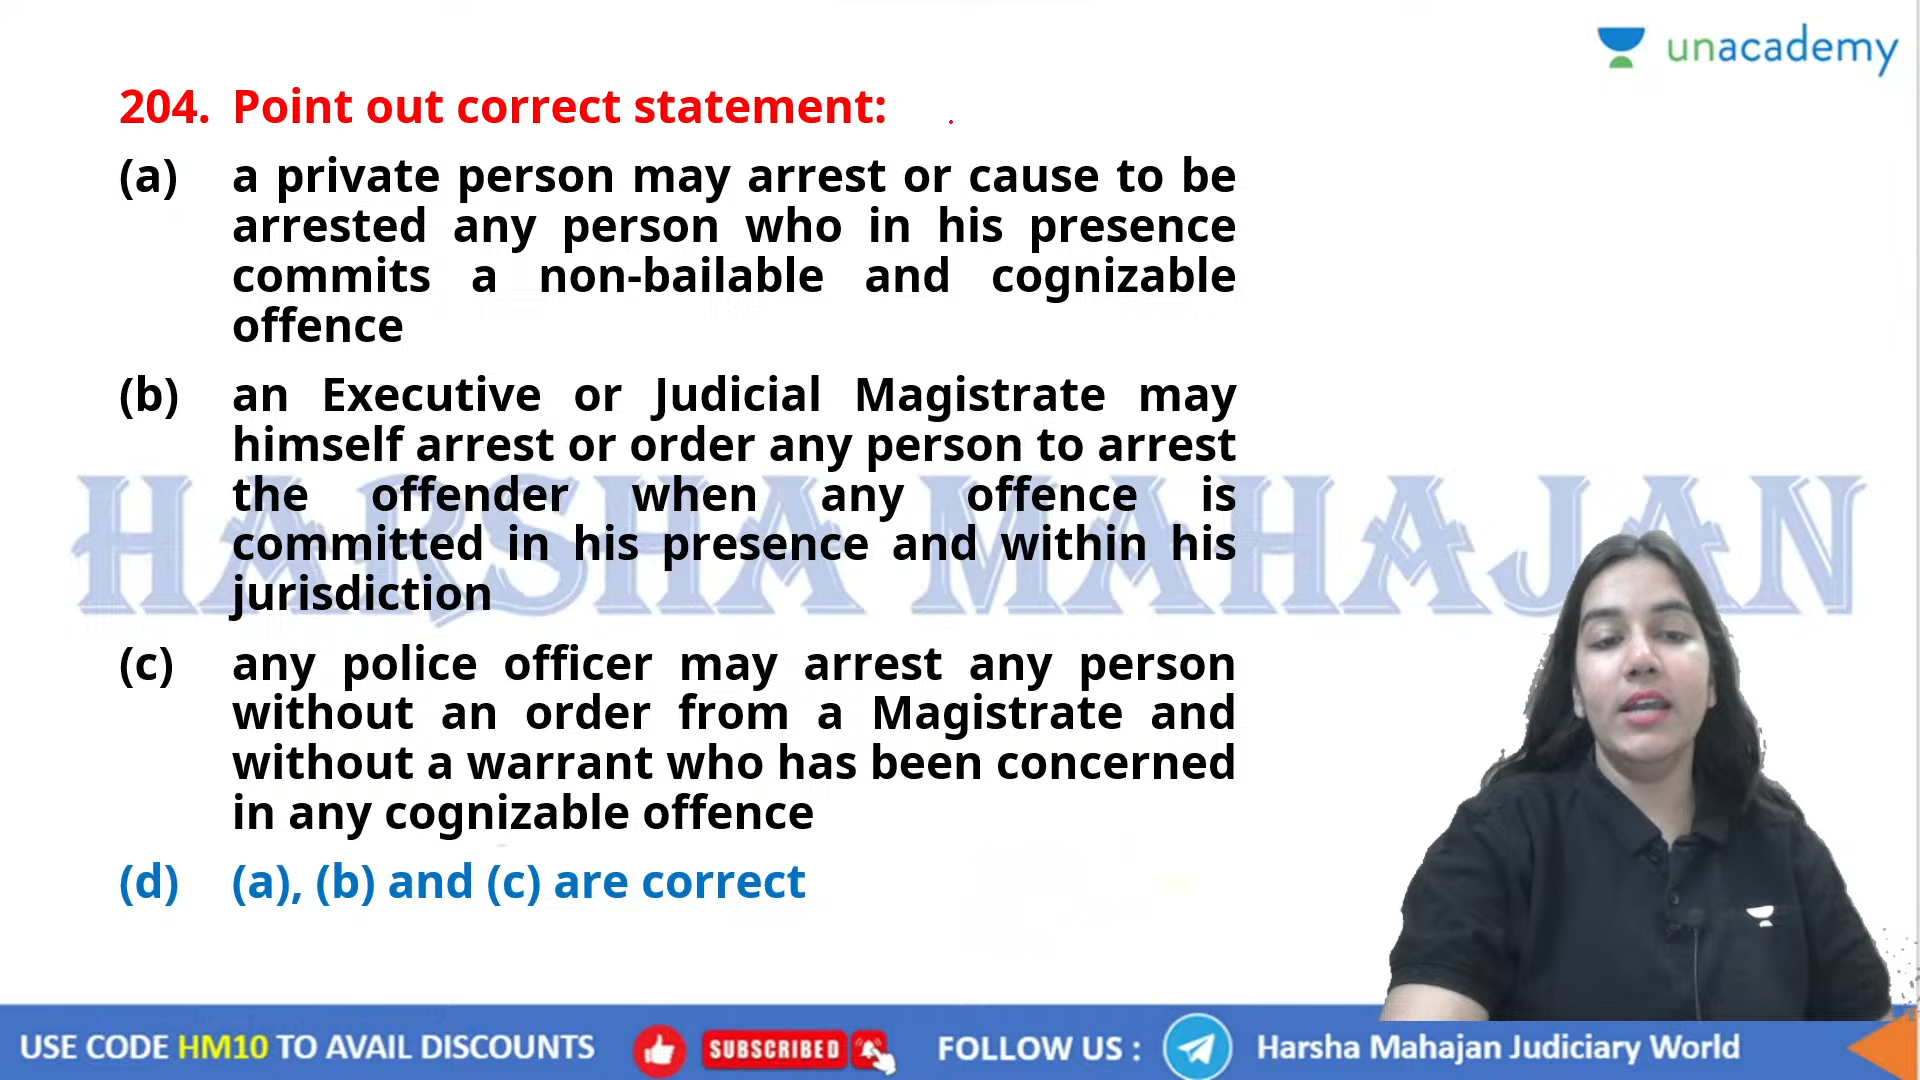 unacademy
204. Point out correct statement:
(a) a private person may arrest or cause to be
arrested any person who in his presence
commits a non-bailable and cognizable
offence
(b) an Executive or Judicial Magistrate may
himself arrest or order any person to arrest
the offender when any offence is
committed in his presence and within his
jurisdiction
HARSHA MAHAJAN
(c) any police officer may arrest any person
without an order from a Magistrate and
without a warrant who has been concerned
in any cognizable offence
(d) (a), (b) and (c) are correct
USE CODE HM10 TO AVAIL DISCOUNTS
SUBSCRIBED
FOLLOW US :
Harsha Mahajan Judiciary World